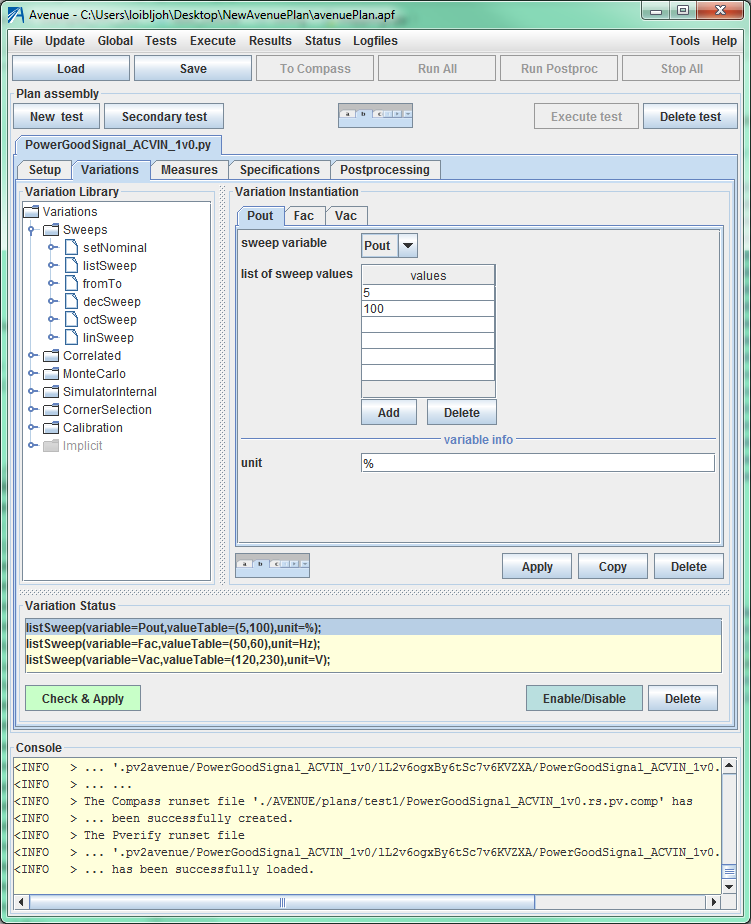 Avenue - C:\Users\loibljoh\Desktop\NewAvenuePlan\avenuePlan.apf
File Update Global Tests Execute Results Status Logfiles Tools Help
Load Save To Compass Run All Run Postproc Stop All
Plan assembly
New test Secondary test a b c Execute test Delete test
PowerGoodSignal_ACVIN_1v0.py
Setup Variations Measures Specifications Postprocessing
Variation Library
Variations
Sweeps
setNominal
listSweep
fromTo
decSweep
octSweep
linSweep
Correlated
MonteCarlo
SimulatorInternal
CornerSelection
Calibration
Implicit
Variation Instantiation
Pout Fac Vac
sweep variable Pout
list of sweep values values
5
100
Add Delete
variable info
unit %
a b c Apply Copy Delete
Variation Status
listSweep(variable=Pout,valueTable=(5,100),unit=%);
listSweep(variable=Fac,valueTable=(50,60),unit=Hz);
listSweep(variable=Vac,valueTable=(120,230),unit=V);
Check & Apply Enable/Disable Delete
Console
<INFO > ... '.pv2avenue/PowerGoodSignal_ACVIN_1v0/lL2v6ogxBy6tSc7v6KVZXA/PowerGoodSignal_ACVIN_1v0.
<INFO > ... ...
<INFO > The Compass runset file './AVENUE/plans/test1/PowerGoodSignal_ACVIN_1v0.rs.pv.comp' has
<INFO > ... been successfully created.
<INFO > The Pverify runset file
<INFO > ... '.pv2avenue/PowerGoodSignal_ACVIN_1v0/lL2v6ogxBy6tSc7v6KVZXA/PowerGoodSignal_ACVIN_1v0.
<INFO > ... has been successfully loaded.